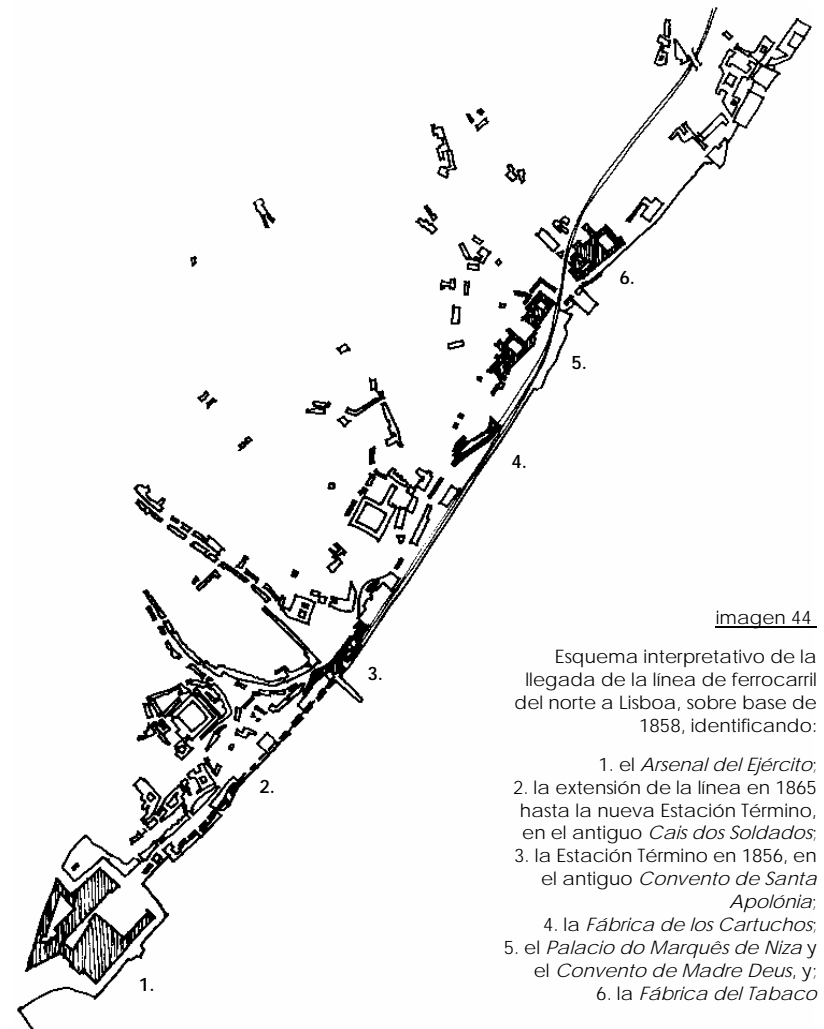 6.
5.
4.
3.
2.
1.
imagen 44
Esquema interpretativo de la
llegada de la línea de ferrocarril
del norte a Lisboa, sobre base de
1858, identificando:
1. el Arsenal del Ejército;
2. la extensión de la línea en 1865
hasta la nueva Estación Término,
en el antiguo Cais dos Soldados;
3. la Estación Término en 1856, en
el antiguo Convento de Santa
Apolónia;
4. la Fábrica de los Cartuchos;
5. el Palacio do Marquês de Niza y
el Convento de Madre Deus, y;
6. la Fábrica del Tabaco